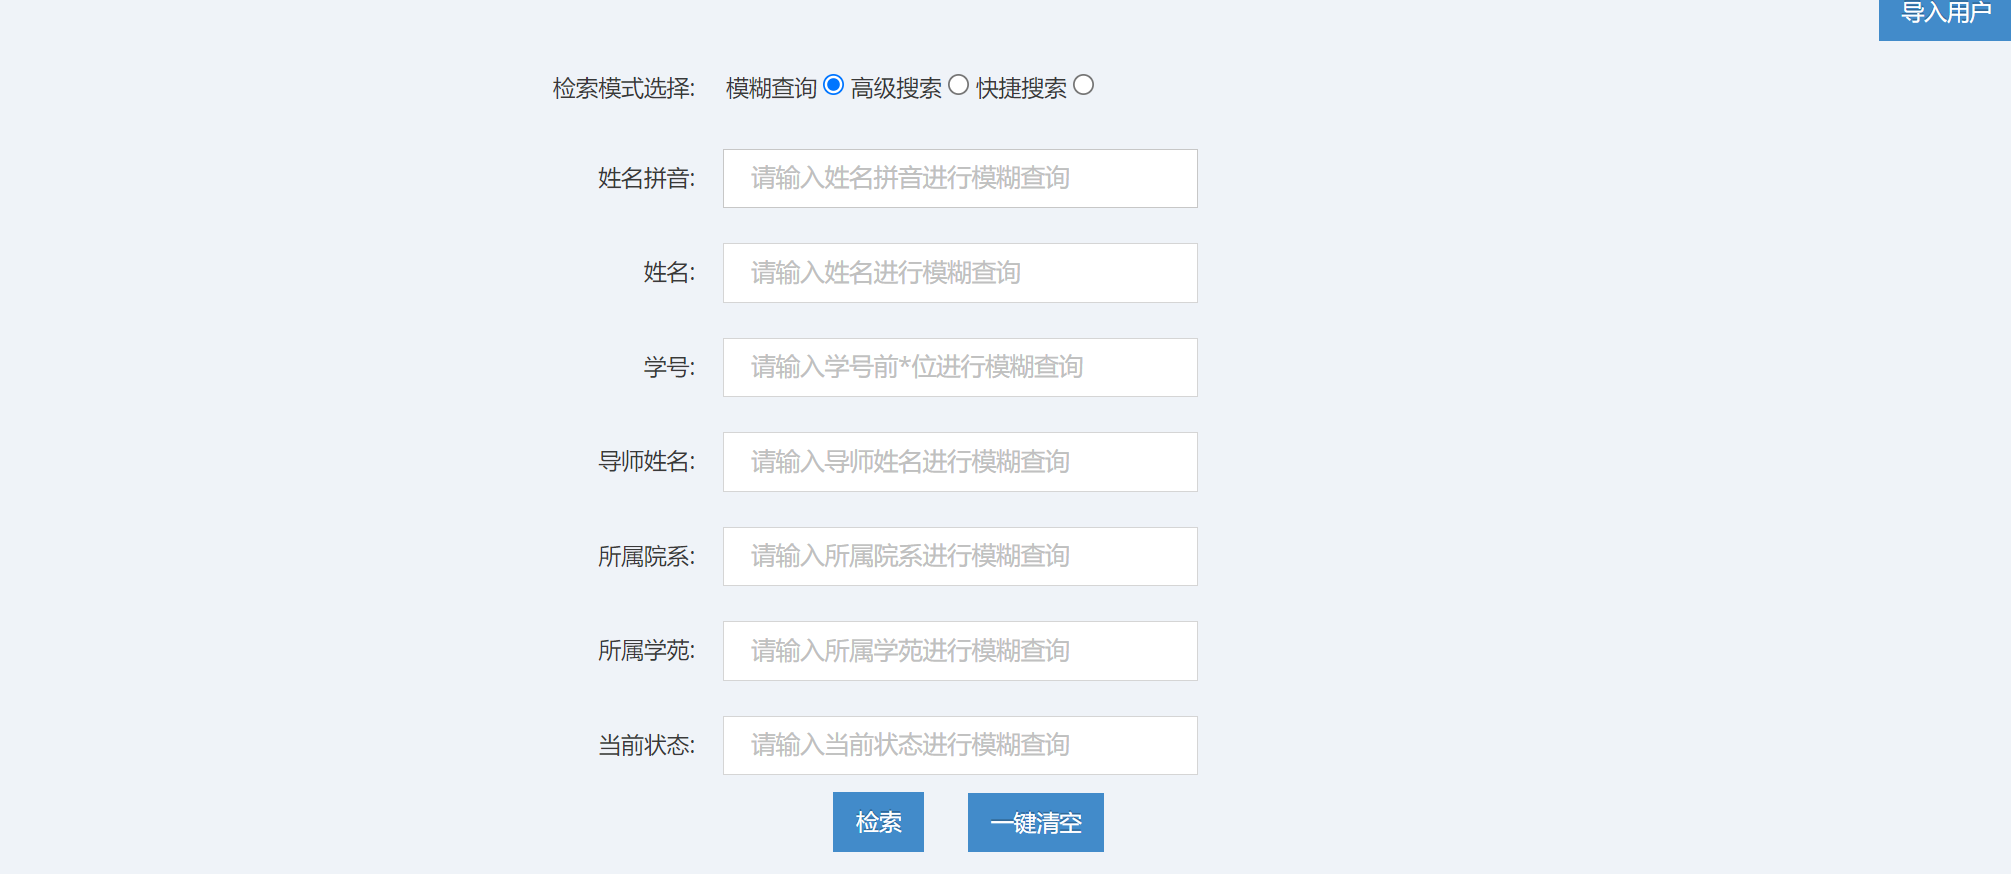 导入用户
检索模式选择: 模糊查询 高级搜索 快捷搜索
姓名拼音: 请输入姓名拼音进行模糊查询
姓名: 请输入姓名进行模糊查询
学号: 请输入学号前*位进行模糊查询
导师姓名: 请输入导师姓名进行模糊查询
所属院系: 请输入所属院系进行模糊查询
所属学苑: 请输入所属学苑进行模糊查询
当前状态: 请输入当前状态进行模糊查询
检索 一键清空